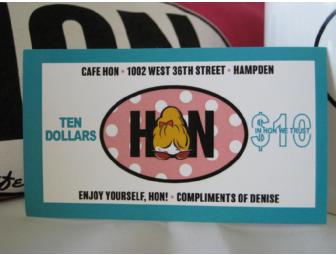 HON
CAFE HON • 1002 WEST 36TH STREET • HAMPDEN
TEN
DOLLARS
HON
$10
IN HON WE TRUST
ENJOY YOURSELF, HON! • COMPLIMENTS OF DENISE